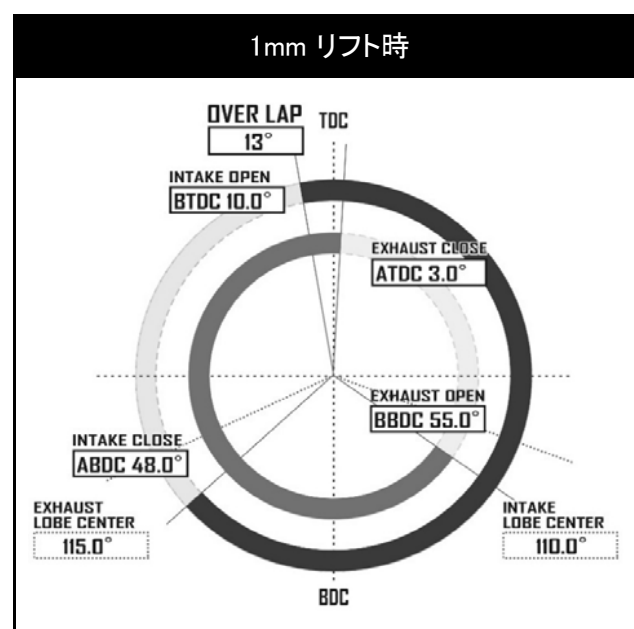 1mm リフト時
OVER LAP
13°
TDC
INTAKE OPEN
BTDC 10.0°
EXHAUST CLOSE
ATDC 3.0°
EXHAUST OPEN
BBDC 55.0°
INTAKE CLOSE
ABDC 48.0°
EXHAUST
LOBE CENTER
115.0°
INTAKE
LOBE CENTER
110.0°
BDC